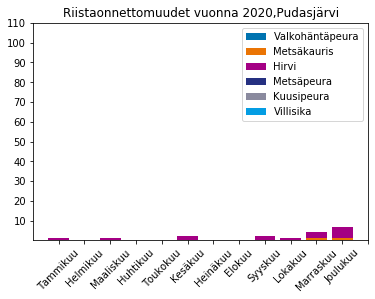 Riistaonnettomuudet vuonna 2020,Pudasjärvi
110
100
90
80
70
60
50
40
30
20
10
Valkohäntäpeura
Metsäkauris
Hirvi
Metsäpeura
Kuusipeura
Villisika
Tammikuu
Helmikuu
Maaliskuu
Huhtikuu
Toukokuu
Kesäkuu
Heinäkuu
Elokuu
Syyskuu
Lokakuu
Marraskuu
Joulukuu